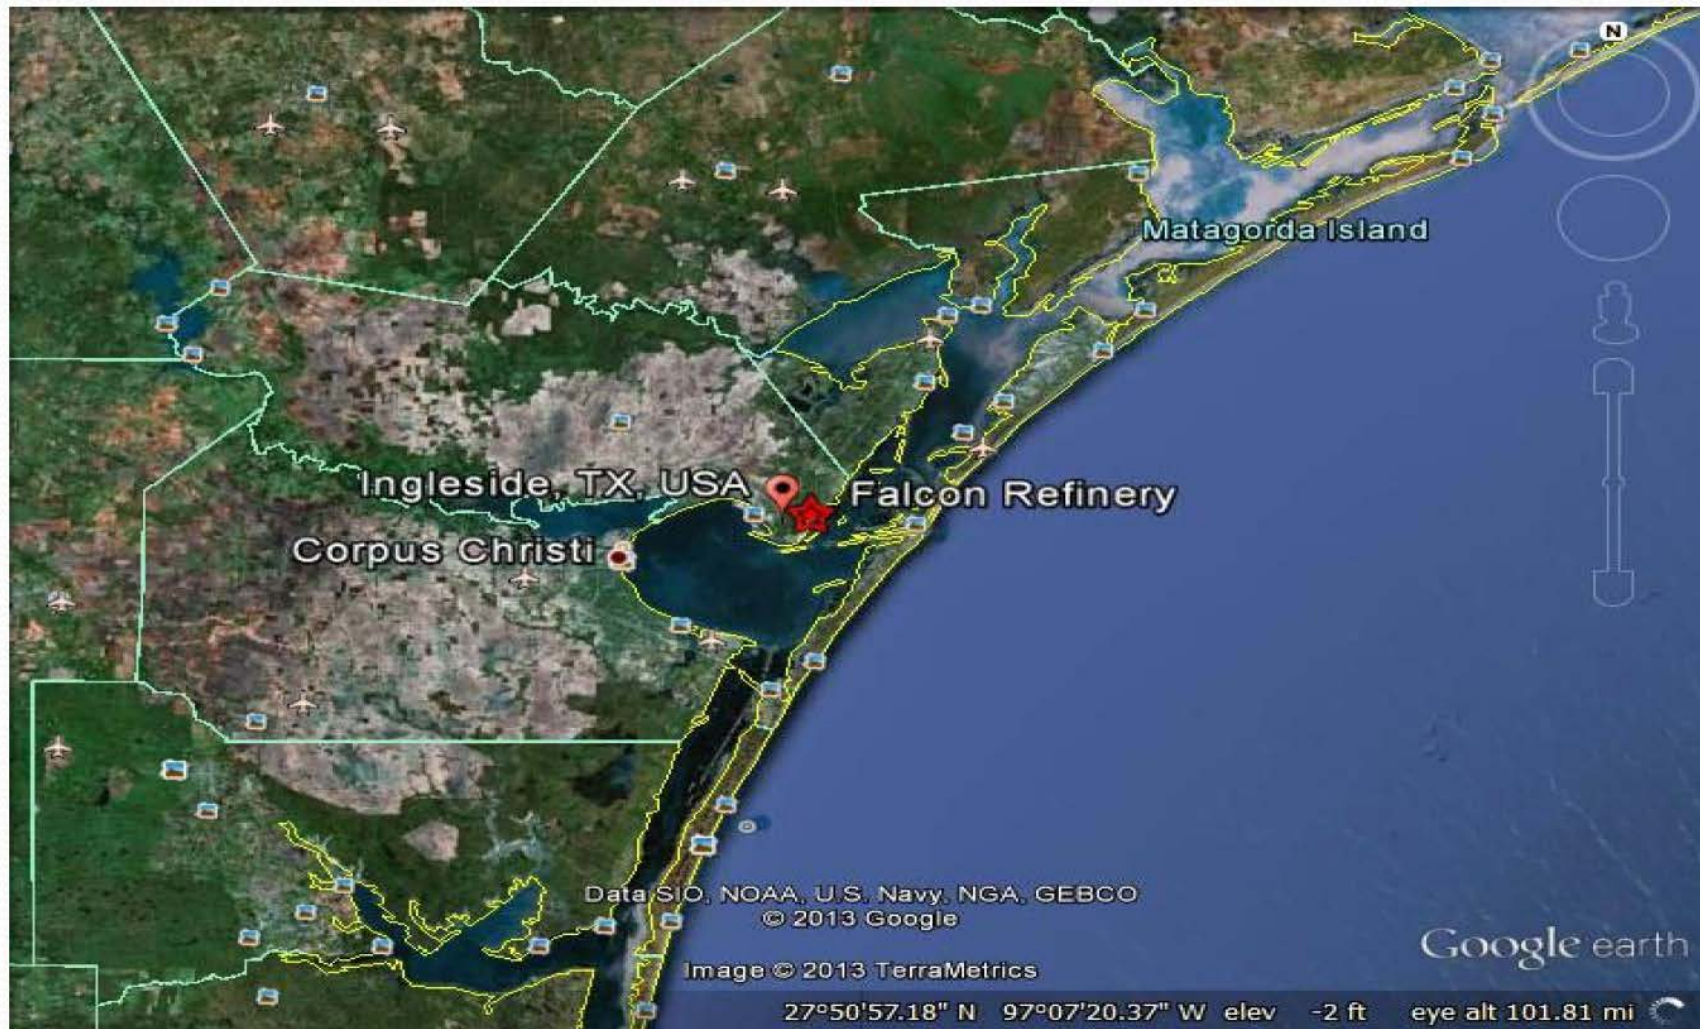 N
Matagorda Island
Ingleside, TX, USA
Falcon Refinery
Corpus Christi
Data SIO, NOAA, U.S. Navy, NGA, GEBCO
© 2013 Google
Google earth
Image © 2013 TerraMetrics
27°50'57.18" N 97°07'20.37" W elev -2 ft eye alt 101.81 mi